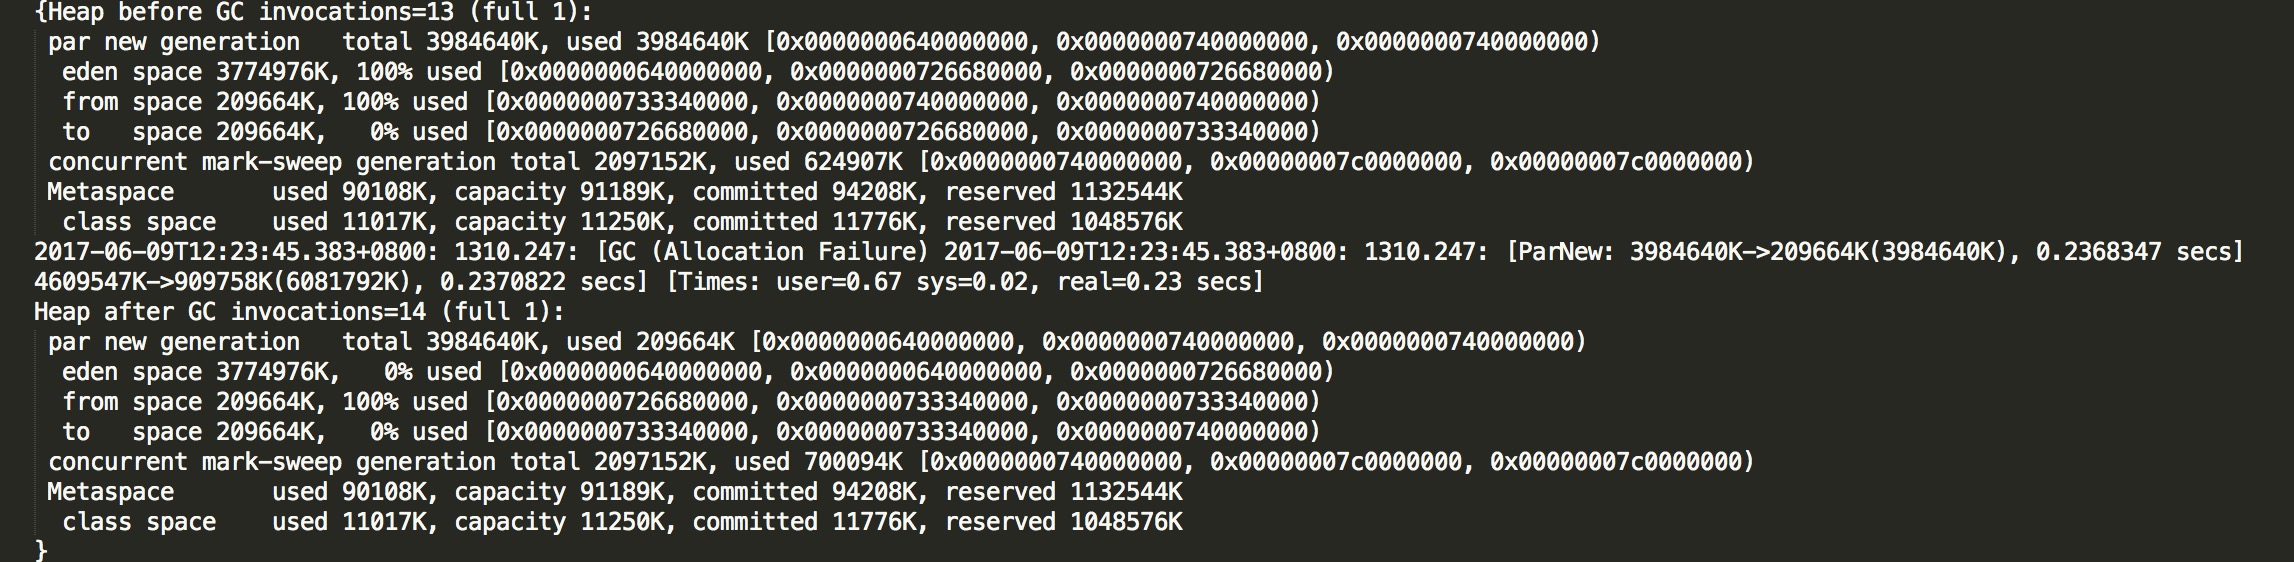 {Heap before GC invocations=13 (full 1):
 par new generation   total 3984640K, used 3984640K [0x0000000640000000, 0x0000000740000000, 0x0000000740000000)
  eden space 3774976K, 100% used [0x0000000640000000, 0x0000000726680000, 0x0000000726680000)
  from space 209664K, 100% used [0x0000000733340000, 0x0000000740000000, 0x0000000740000000)
  to   space 209664K,   0% used [0x0000000726680000, 0x0000000726680000, 0x0000000733340000)
 concurrent mark-sweep generation total 2097152K, used 624907K [0x0000000740000000, 0x00000007c0000000, 0x00000007c0000000)
 Metaspace       used 90108K, capacity 91189K, committed 94208K, reserved 1132544K
  class space    used 11017K, capacity 11250K, committed 11776K, reserved 1048576K
2017-06-09T12:23:45.383+0800: 1310.247: [GC (Allocation Failure) 2017-06-09T12:23:45.383+0800: 1310.247: [ParNew: 3984640K->209664K(3984640K), 0.2368347 secs]
4609547K->909758K(6081792K), 0.2370822 secs] [Times: user=0.67 sys=0.02, real=0.23 secs]
Heap after GC invocations=14 (full 1):
 par new generation   total 3984640K, used 209664K [0x0000000640000000, 0x0000000740000000, 0x0000000740000000)
  eden space 3774976K,   0% used [0x0000000640000000, 0x0000000640000000, 0x0000000726680000)
  from space 209664K, 100% used [0x0000000726680000, 0x0000000733340000, 0x0000000733340000)
  to   space 209664K,   0% used [0x0000000733340000, 0x0000000733340000, 0x0000000740000000)
 concurrent mark-sweep generation total 2097152K, used 700094K [0x0000000740000000, 0x00000007c0000000, 0x00000007c0000000)
 Metaspace       used 90108K, capacity 91189K, committed 94208K, reserved 1132544K
  class space    used 11017K, capacity 11250K, committed 11776K, reserved 1048576K
}